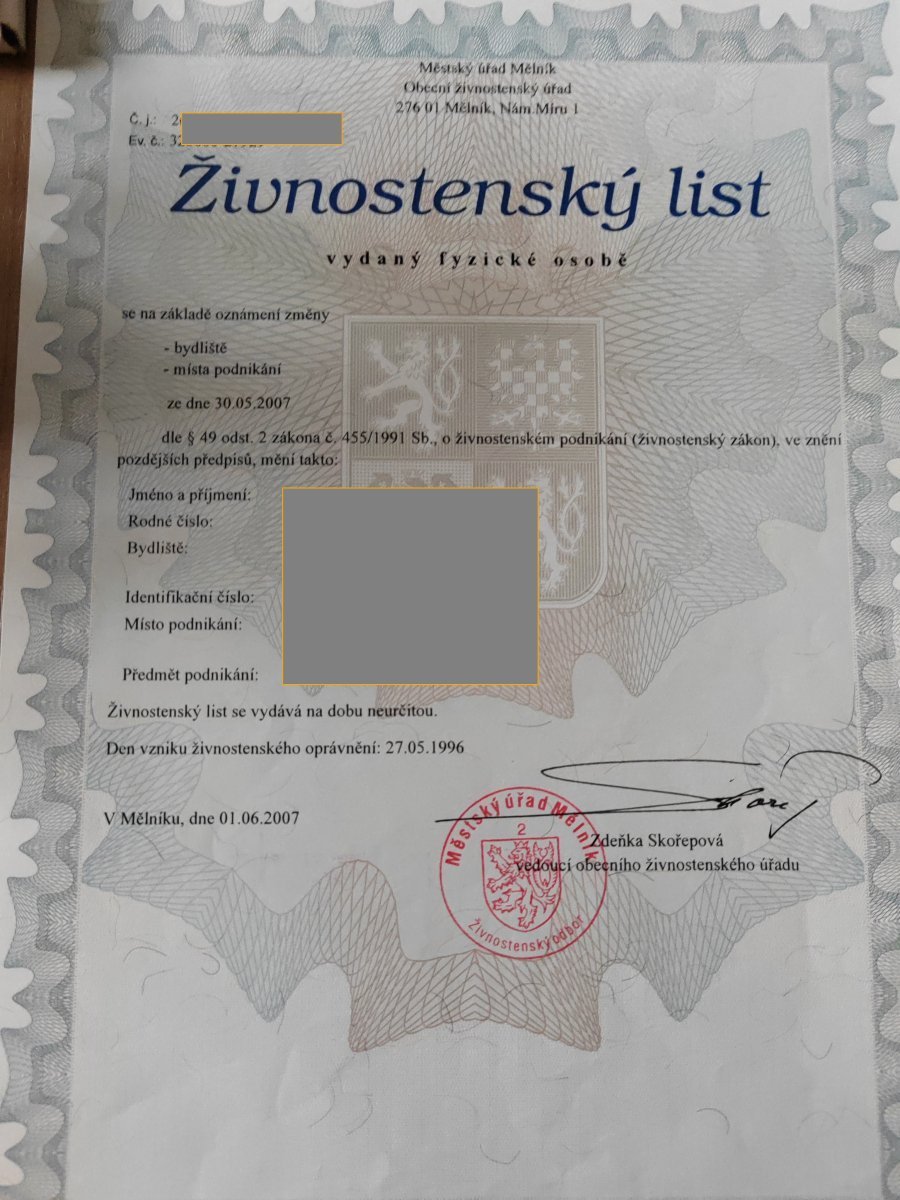 Městský úřad Mělník
Obecní živnostenský úřad
276 01 Mělník, Nám.Míru 1
Č. j.: 2
Ev. č.: 32
Živnostenský list
vydaný fyzické osobě
se na základě oznámení změny
- bydliště
- místa podnikání
ze dne 30.05.2007
dle § 49 odst. 2 zákona č. 455/1991 Sb., o živnostenském podnikání (živnostenský zákon), ve znění
pozdějších předpisů, mění takto:
Jméno a příjmení:
Rodné číslo:
Bydliště:
Identifikační číslo:
Místo podnikání:
Předmět podnikání:
Živnostenský list se vydává na dobu neurčitou.
Den vzniku živnostenského oprávnění: 27.05.1996
V Mělníku, dne 01.06.2007
Městský úřad Mělník
2
Živnostenský odbor
Zdeňka Skořepová
vedoucí obecního živnostenského úřadu